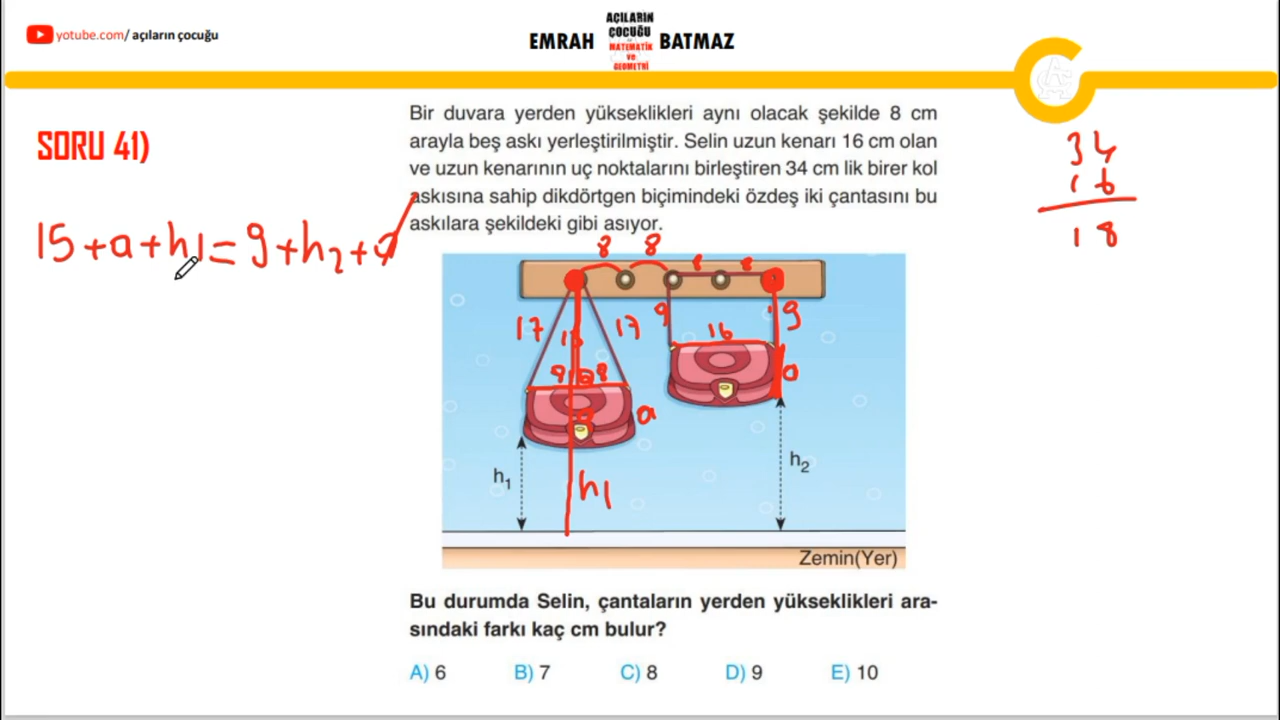 yotube.com/ açıların çocuğu
EMRAH
AÇILARIN
ÇOCUĞU
MATEMATİK
ve
GEOMETRİ
BATMAZ
SORU 41)
Bir duvara yerden yükseklikleri aynı olacak şekilde 8 cm
arayla beş askı yerleştirilmiştir. Selin uzun kenarı 16 cm olan
ve uzun kenarının uç noktalarını birleştiren 34 cm lik birer kol
askısına sahip dikdörtgen biçimindeki özdeş iki çantasını bu
askılara şekildeki gibi asıyor.
34
16
18
15+a+h1=9+h2+a
8 8 8 8
17 15 17 9 16 9
8 8
a a
a
h1
h1
h2
Zemin(Yer)
Bu durumda Selin, çantaların yerden yükseklikleri ara-
sındaki farkı kaç cm bulur?
A) 6 B) 7 C) 8 D) 9 E) 10